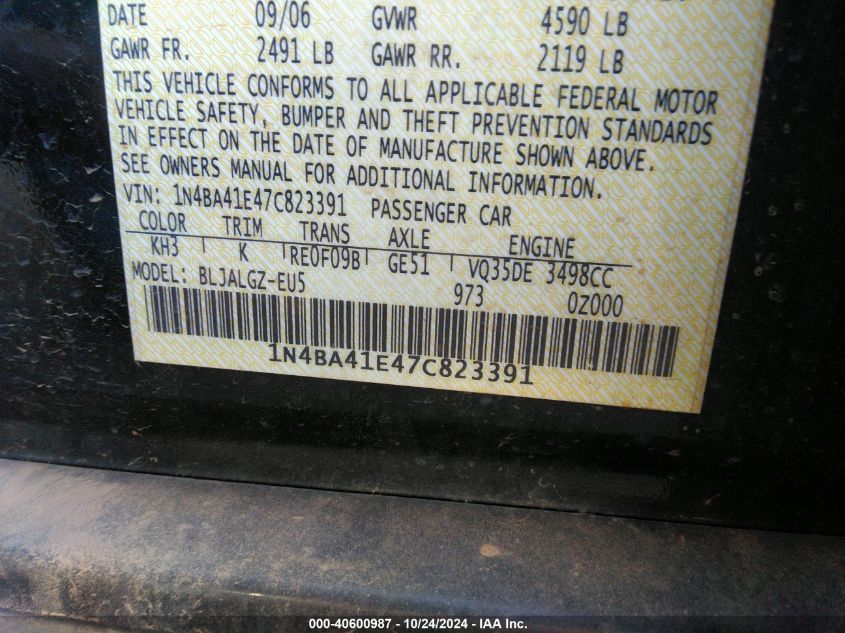 DATE 09/06 GVWR 4590 LB
GAWR FR. 2491 LB GAWR RR. 2119 LB
THIS VEHICLE CONFORMS TO ALL APPLICABLE FEDERAL MOTOR
VEHICLE SAFETY, BUMPER AND THEFT PREVENTION STANDARDS
IN EFFECT ON THE DATE OF MANUFACTURE SHOWN ABOVE.
SEE OWNERS MANUAL FOR ADDITIONAL INFORMATION.
VIN: 1N4BA41E47C823391 PASSENGER CAR
COLOR TRIM TRANS AXLE ENGINE
KH3 K RE0F09B GE51 VQ35DE 3498CC
MODEL: BLJALGZ-EU5 973 0Z000
1N4BA41E47C823391
000-40600987 - 10/24/2024 - IAA Inc.